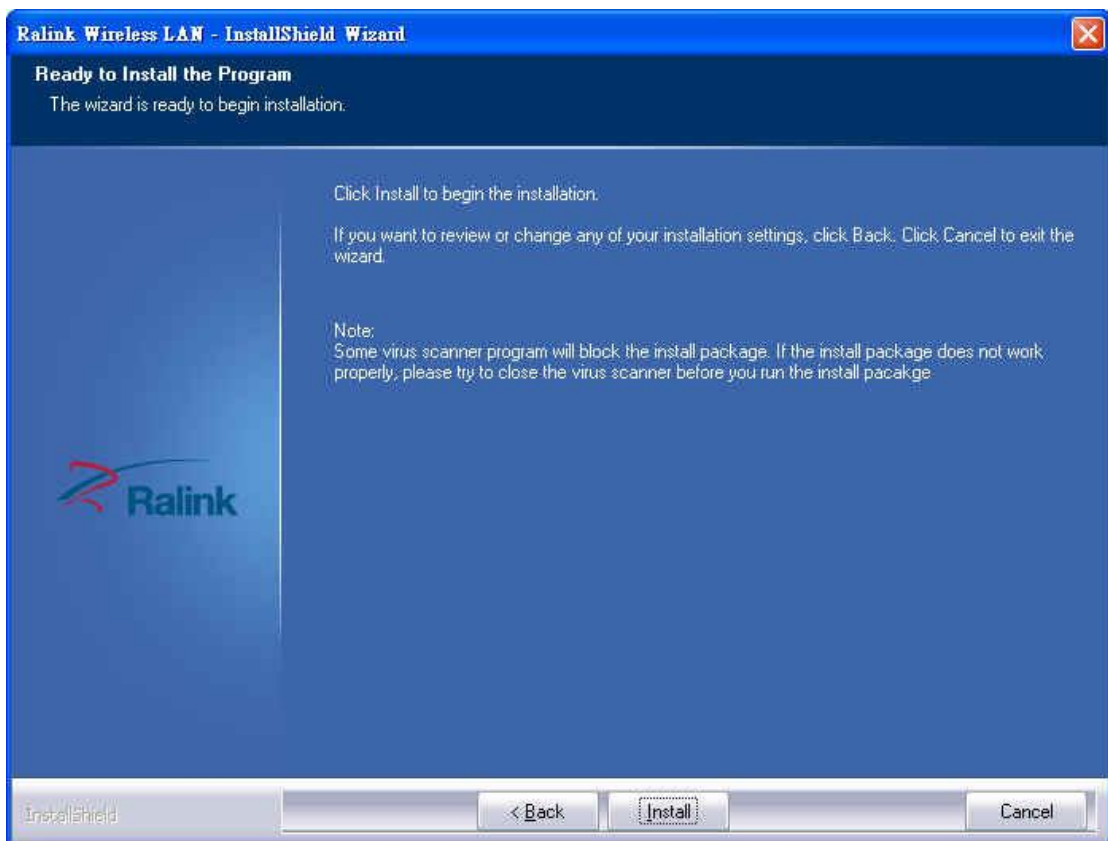 Ralink Wireless LAN - InstallShield Wizard
Ready to Install the Program
The wizard is ready to begin installation.
Click Install to begin the installation.
If you want to review or change any of your installation settings, click Back. Click Cancel to exit the
wizard.
Note:
Some virus scanner program will block the install package. If the install package does not work
properly, please try to close the virus scanner before you run the install pacakge
Ralink
InstallShield
< Back
Install
Cancel